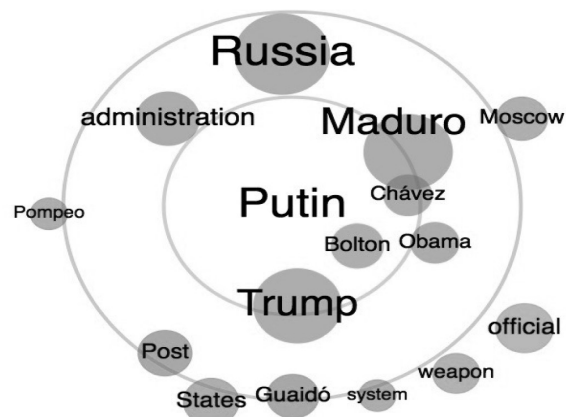 Russia
administration
Maduro
Moscow
Chávez
Pompeo
Putin
Bolton
Obama
Trump
official
Post
weapon
States
Guaidó
system